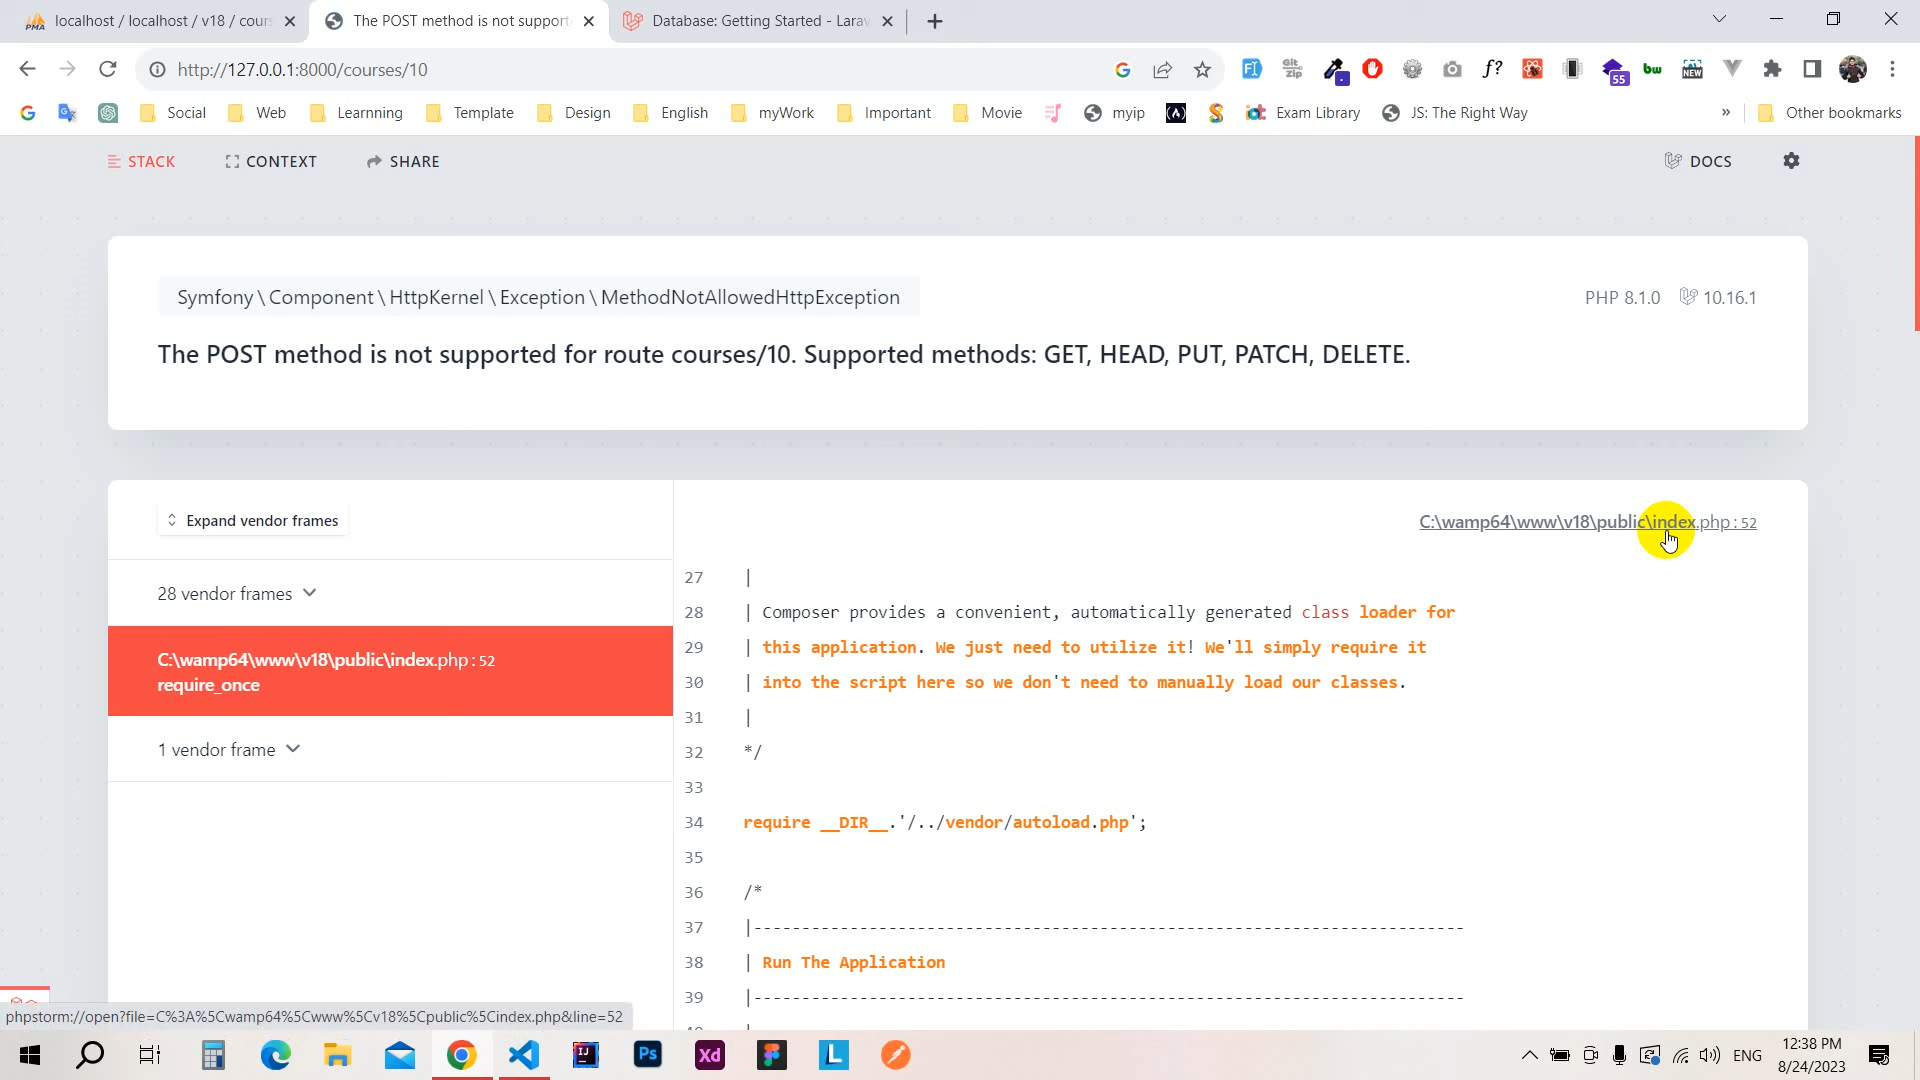 localhost / localhost / v18 / cour
The POST method is not support
Database: Getting Started - Larav
http://127.0.0.1:8000/courses/10
f?
55
bw
NEW
Social
Web
Learnning
Template
Design
English
myWork
Important
Movie
myip
Exam Library
JS: The Right Way
»
Other bookmarks
STACK
CONTEXT
SHARE
DOCS
Symfony \ Component \ HttpKernel \ Exception \ MethodNotAllowedHttpException
PHP 8.1.0 10.16.1
The POST method is not supported for route courses/10. Supported methods: GET, HEAD, PUT, PATCH, DELETE.
Expand vendor frames
28 vendor frames
C:\wamp64\www\v18\public\index.php : 52
require_once
1 vendor frame
C:\wamp64\www\v18\public\index.php : 52
27 |
28 | Composer provides a convenient, automatically generated class loader for
29 | this application. We just need to utilize it! We'll simply require it
30 | into the script here so we don't need to manually load our classes.
31 |
32 */
33
34 require __DIR__.'/../vendor/autoload.php';
35
36 /*
37 |--------------------------------------------------------------------------
38 | Run The Application
39 |--------------------------------------------------------------------------
phpstorm://open?file=C%3A%5Cwamp64%5Cwww%5Cv18%5Cpublic%5Cindex.php&line=52
IJ
Ps
Xd
L
ENG
12:38 PM
8/24/2023